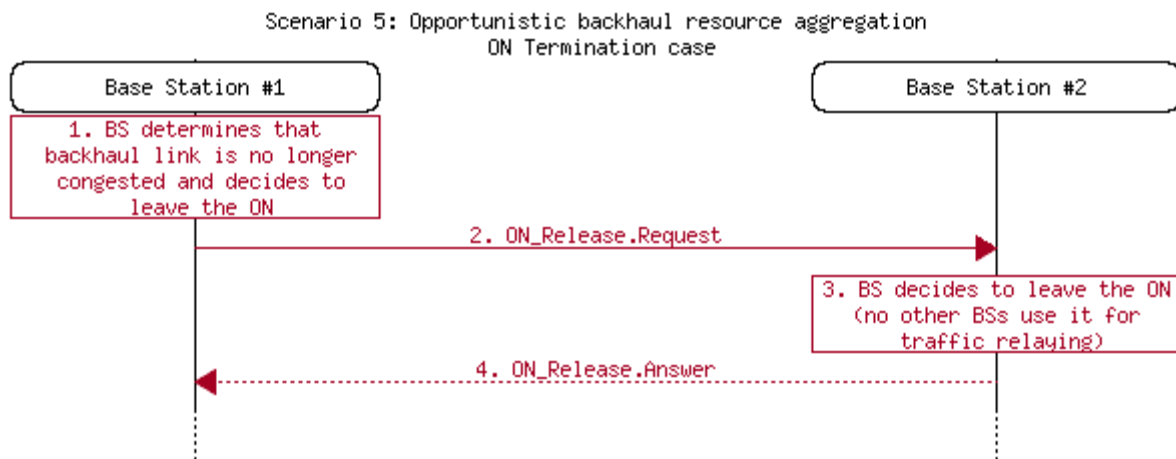 Scenario 5: Opportunistic backhaul resource aggregation
ON Termination case
Base Station #1
Base Station #2
1. BS determines that
backhaul link is no longer
congested and decides to
leave the ON
2. ON_Release.Request
3. BS decides to leave the ON
(no other BSs use it for
traffic relaying)
4. ON_Release.Answer